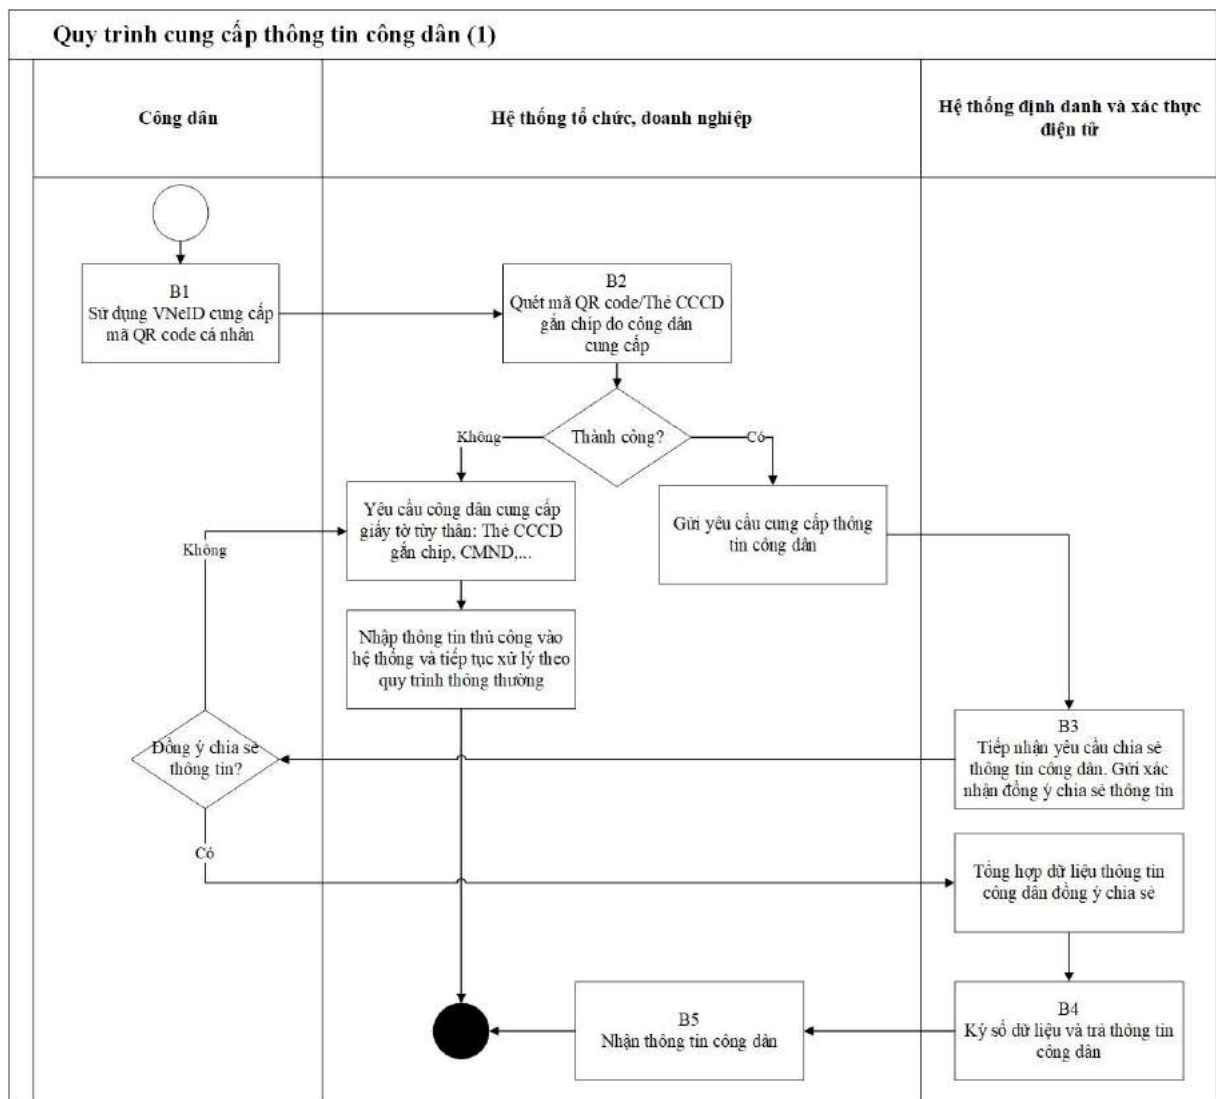 Quy trình cung cấp thông tin công dân (1)
Công dân
Hệ thống tổ chức, doanh nghiệp
Hệ thống định danh và xác thực
điện tử
B1
Sử dụng VNeID cung cấp
mã QR code cá nhân
B2
Quét mã QR code/Thẻ CCCD
gắn chip do công dân
cung cấp
Thành công?
Không
Có
Yêu cầu công dân cung cấp
giấy tờ tùy thân: Thẻ CCCD
gắn chip, CMND,...
Gửi yêu cầu cung cấp thông
tin công dân
Không
Nhập thông tin thủ công vào
hệ thống và tiếp tục xử lý theo
quy trình thông thường
Đồng ý chia sẻ
thông tin?
B3
Tiếp nhận yêu cầu chia sẻ
thông tin công dân. Gửi xác
nhận đồng ý chia sẻ thông tin
Có
Tổng hợp dữ liệu thông tin
công dân đồng ý chia sẻ
B5
Nhận thông tin công dân
B4
Ký số dữ liệu và trả thông tin
công dân